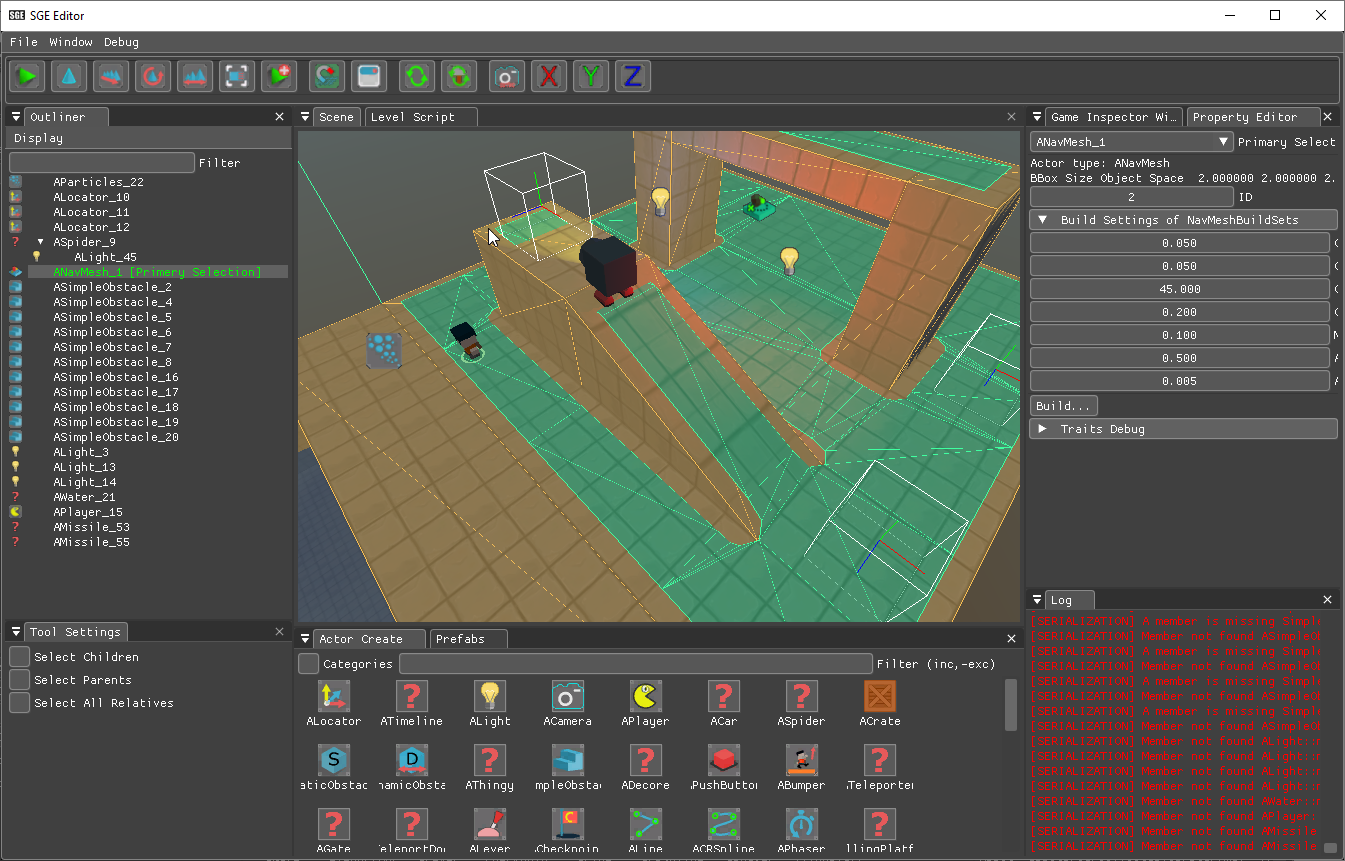 SGE SGE Editor
File Window Debug
X Y Z
Outliner
Display
Filter
AParticles_22
ALocator_10
ALocator_11
ALocator_12
? ASpider_9
ALight_45
ANavMesh_1 [Primery Selection]
ASimpleObstacle_2
ASimpleObstacle_4
ASimpleObstacle_5
ASimpleObstacle_6
ASimpleObstacle_7
ASimpleObstacle_8
ASimpleObstacle_16
ASimpleObstacle_17
ASimpleObstacle_18
ASimpleObstacle_19
ASimpleObstacle_20
ALight_3
ALight_13
ALight_14
? AWater_21
APlayer_15
? AMissile_53
? AMissile_55
Tool Settings
Select Children
Select Parents
Select All Relatives
Scene Level Script
Actor Create Prefabs
Categories Filter (inc,-exc)
ALocator ATimeline ALight ACamera APlayer ACar ASpider ACrate
S D
aticObstac namicObsta AThingy mpleObsta ADecore .PushButtor ABumper .Teleporter
C
AGate eleportDo ALever .Checkpoin ALine ACRSpline APhaser llingPlatf
Game Inspector Wi… Property Editor
ANavMesh_1 Primary Select
Actor type: ANavMesh
BBox Size Object Space 2.000000 2.000000 2.
2 ID
Build Settings of NavMeshBuildSets
0.050
0.050
45.000
0.200
0.100
0.500
0.005
Build...
Traits Debug
Log
[SERIALIZATION] A member is missing Simpl
[SERIALIZATION] Member not found ASimple
[SERIALIZATION] A member is missing Simpl
[SERIALIZATION] Member not found ASimple
[SERIALIZATION] A member is missing Simpl
[SERIALIZATION] Member not found ASimple
[SERIALIZATION] A member is missing Simpl
[SERIALIZATION] Member not found ASimple
[SERIALIZATION] Member not found ALight::
[SERIALIZATION] Member not found ALight::
[SERIALIZATION] Member not found ALight::
[SERIALIZATION] Member not found ALight::
[SERIALIZATION] Member not found AWater::
[SERIALIZATION] Member not found APlayer
[SERIALIZATION] Member not found AMissile
[SERIALIZATION] Member not found AMissile